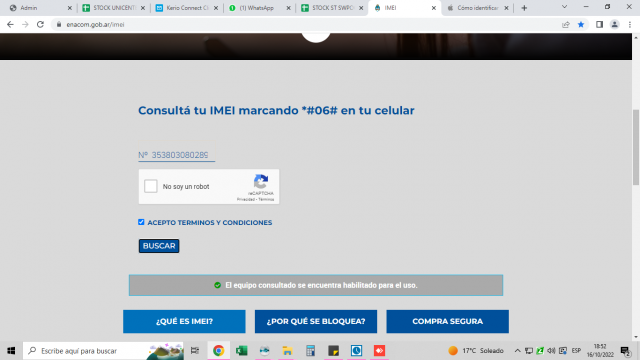 Admin
STOCK UNICENT
Kerio Connect C
(1) WhatsApp
STOCK ST SWPD
IMEI
Cómo identifica
enacom.gob.ar/imei
Consultá tu IMEI marcando *#06# en tu celular
Nº 35380308028
No soy un robot
reCAPTCHA
Privacidad - Términos
ACEPTO TERMINOS Y CONDICIONES
BUSCAR
El equipo consultado se encuentra habilitado para el uso.
¿QUÉ ES IMEI?
¿POR QUÉ SE BLOQUEA?
COMPRA SEGURA
Escribe aquí para buscar
17°C Soleado
ESP
18:52
16/10/2022